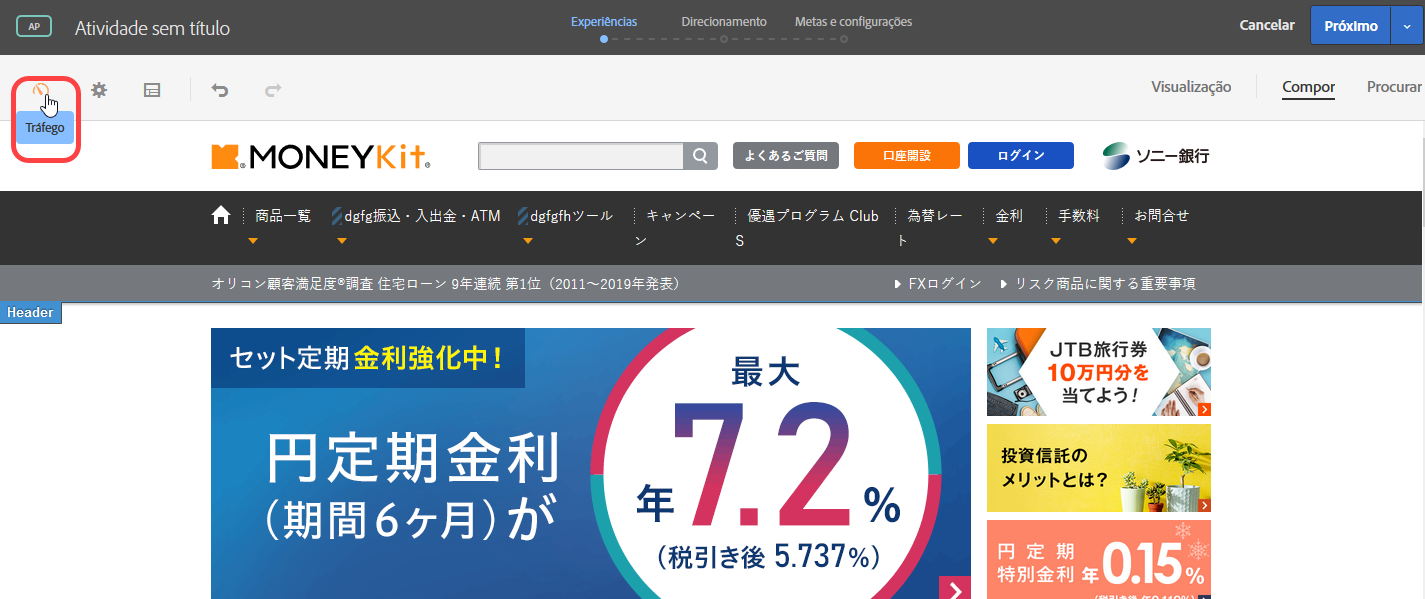 AP
Atividade sem título
Experiências
Direcionamento
Metas e configurações
Cancelar
Próximo
Tráfego
Visualização
Compor
Procurar
MONEYKit®
よくあるご質問
口座開設
ログイン
ソニー銀行
商品一覧
dgfg振込・入出金・ATM
dgfgfhツール
キャンペー
ン
優遇プログラム Club
S
為替レー
ト
金利
手数料
お問合せ
オリコン顧客満足度®調査 住宅ローン 9年連続 第1位（2011～2019年発表）
FXログイン
リスク商品に関する重要事項
Header
セット定期 金利強化中！
円定期金利
（期間6ヶ月）が
最大
年7.2%
（税引き後 5.737%）
JTB旅行券
10万円分を
当てよう！
投資信託の
メリットとは？
円定期
特別金利 年0.15%